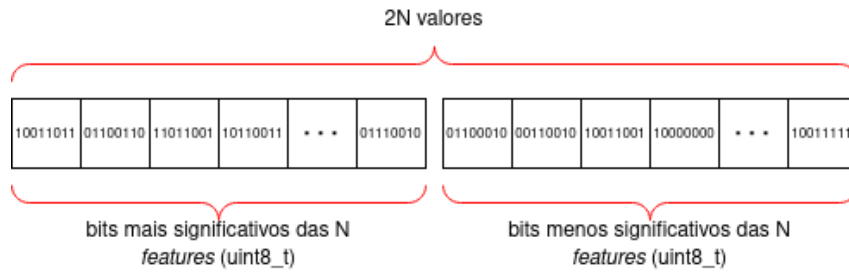 2N valores
10011011 01100110 11011001 10110011 • • • 01110010 01100010 00110010 10011001 10000000 • • • 10011111
bits mais significativos das N
features (uint8_t)
bits menos significativos das N
features (uint8_t)